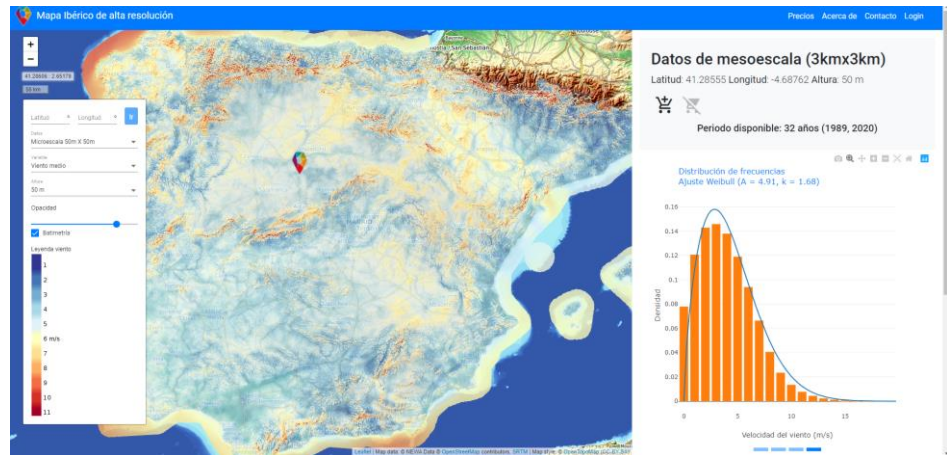 Mapa Ibérico de alta resolución
Precios Acerca de Contacto Login
+
−
50 km
Latitud ° Longitud °
Datos
Microescala 50m X 50m
Variable
Viento medio
Altura
50 m
Opacidad
Batimetría
Leyenda viento
1
2
3
4
5
6 m/s
7
8
9
10
11
Datos de mesoescala (3kmx3km)
Latitud: 41.28555 Longitud: -4.68762 Altura: 50 m
Periodo disponible: 32 años (1989, 2020)
Distribución de frecuencias
Ajuste Weibull (A = 4.91, k = 1.68)
Densidad
0.16
0.14
0.12
0.1
0.08
0.06
0.04
0.02
0
0 5 10 15
Velocidad del viento (m/s)